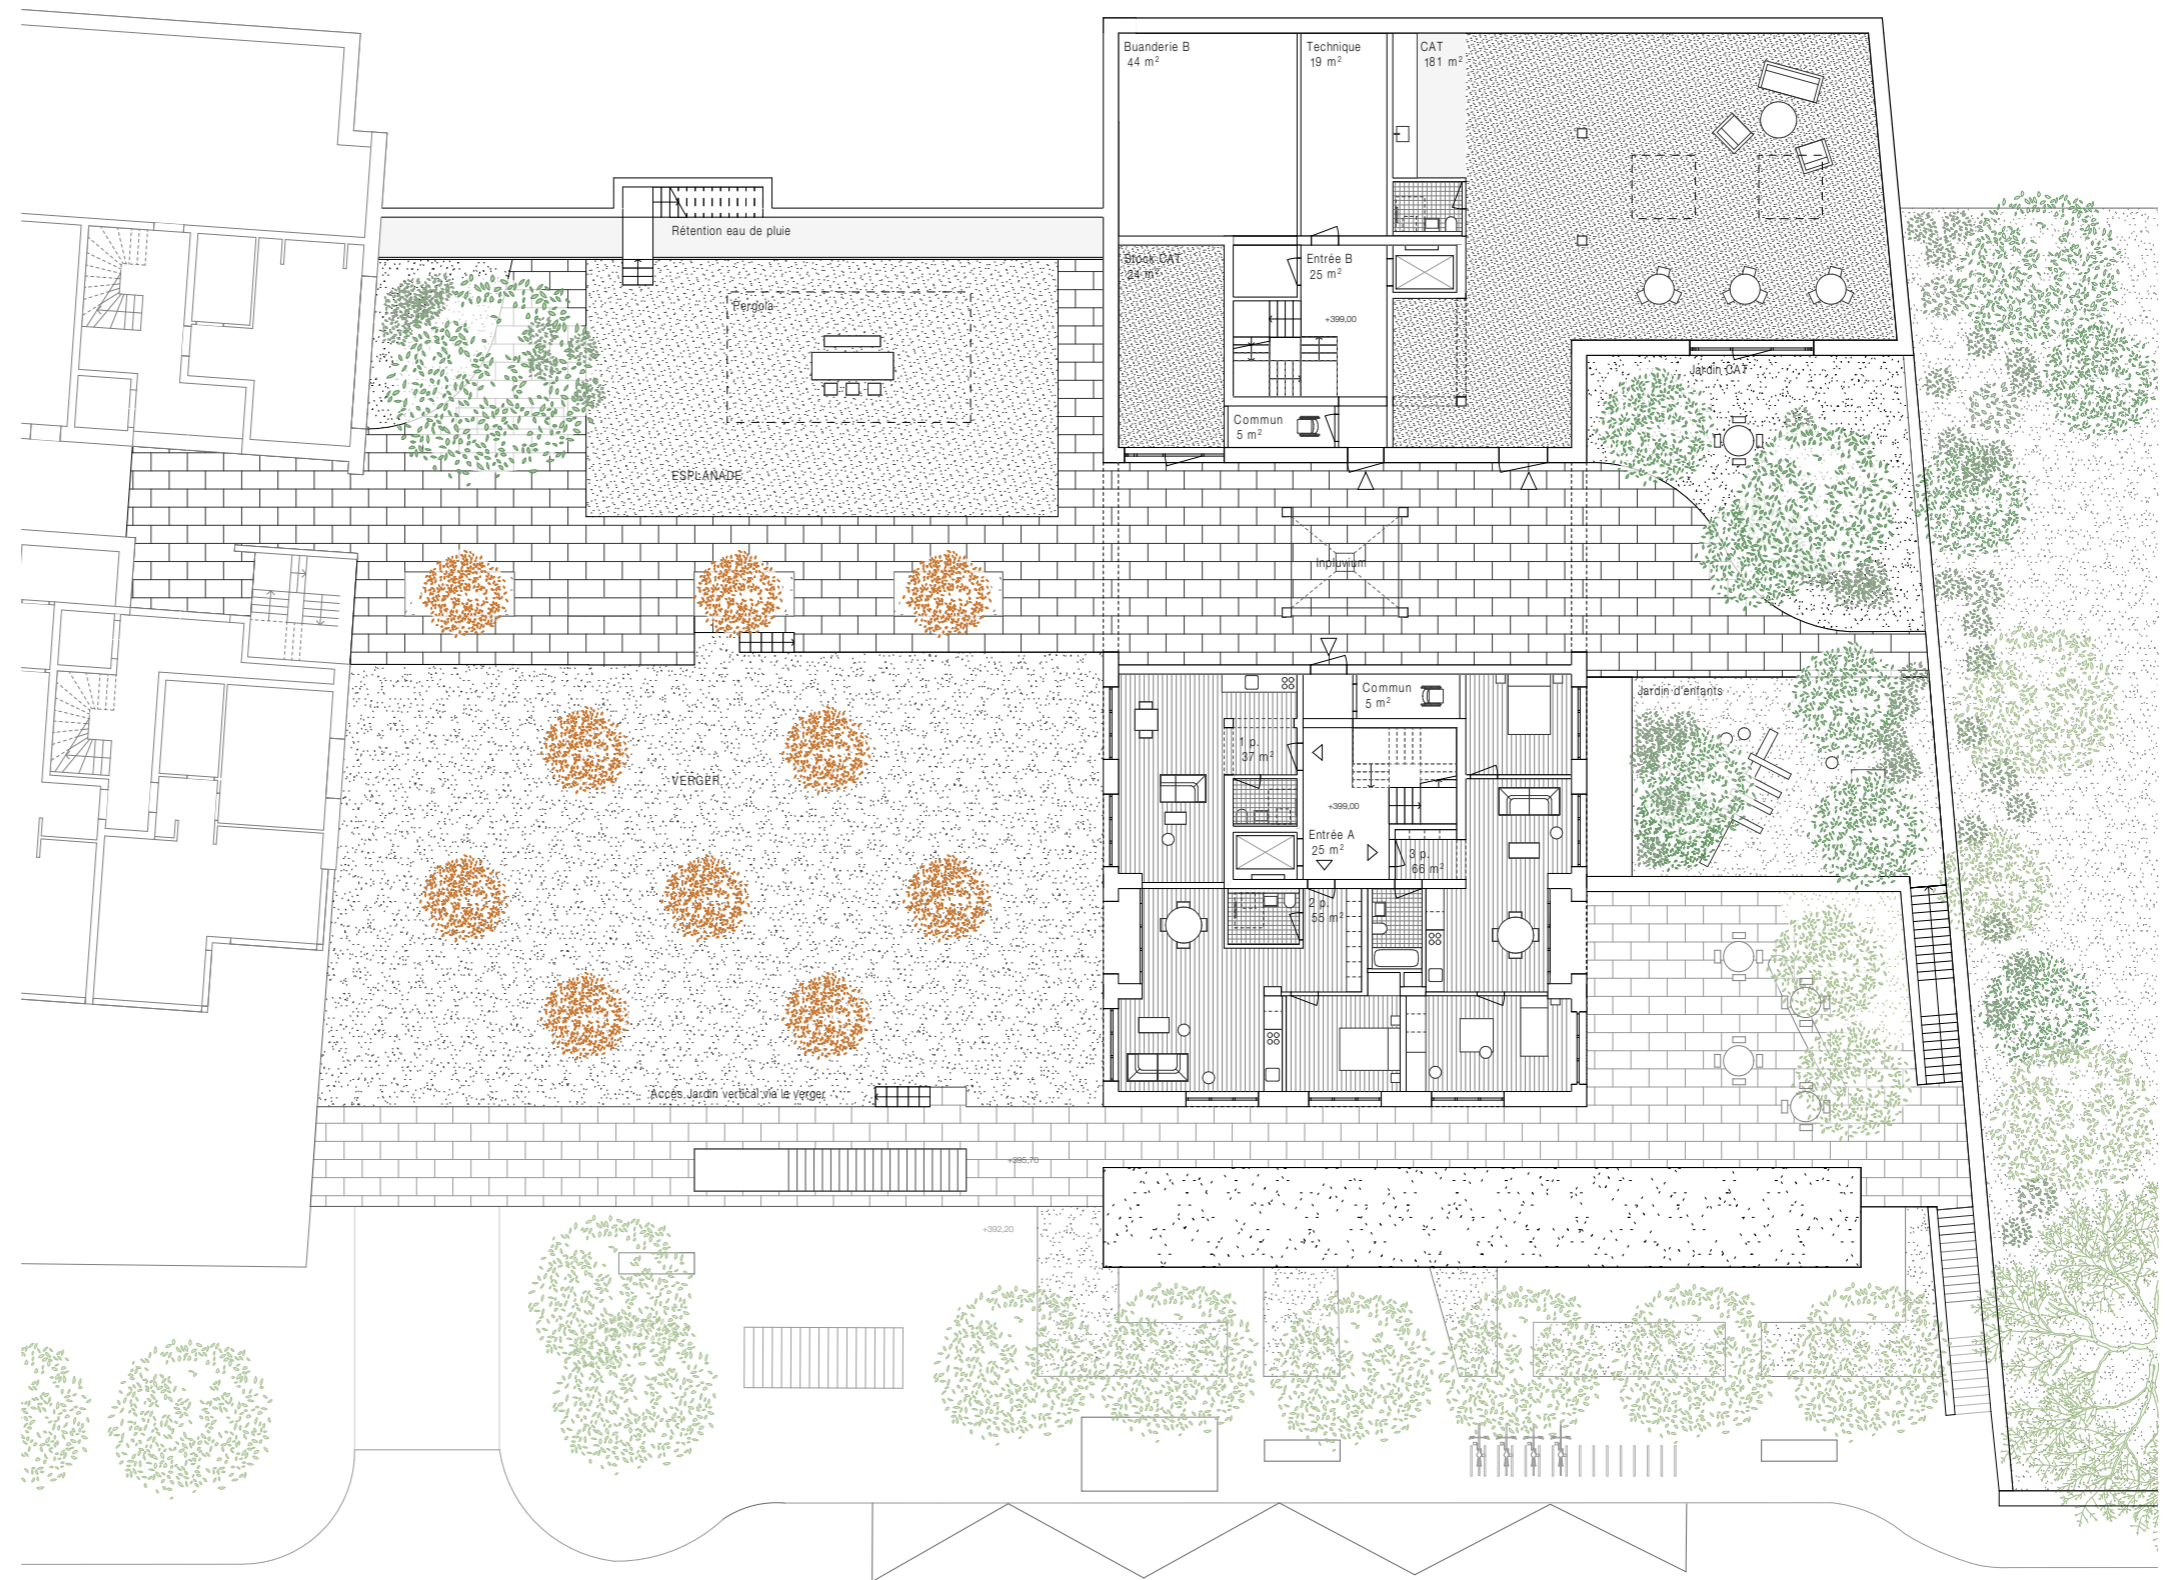 Buanderie B
44 m²
Technique
19 m²
CAT
181 m²
Rétention eau de pluie
Stock CAT
24 m²
Entrée B
25 m²
Pergola
+399,00
Jardin CAT
Commun
5 m²
ESPLANADE
Inpluvium
Commun
5 m²
Jardin d'enfants
1 p.
37 m²
VERGER
+399,00
Entrée A
25 m²
3 p.
66 m²
2 p.
55 m²
Accès Jardin vertical via le verger
+395,70
+392,20